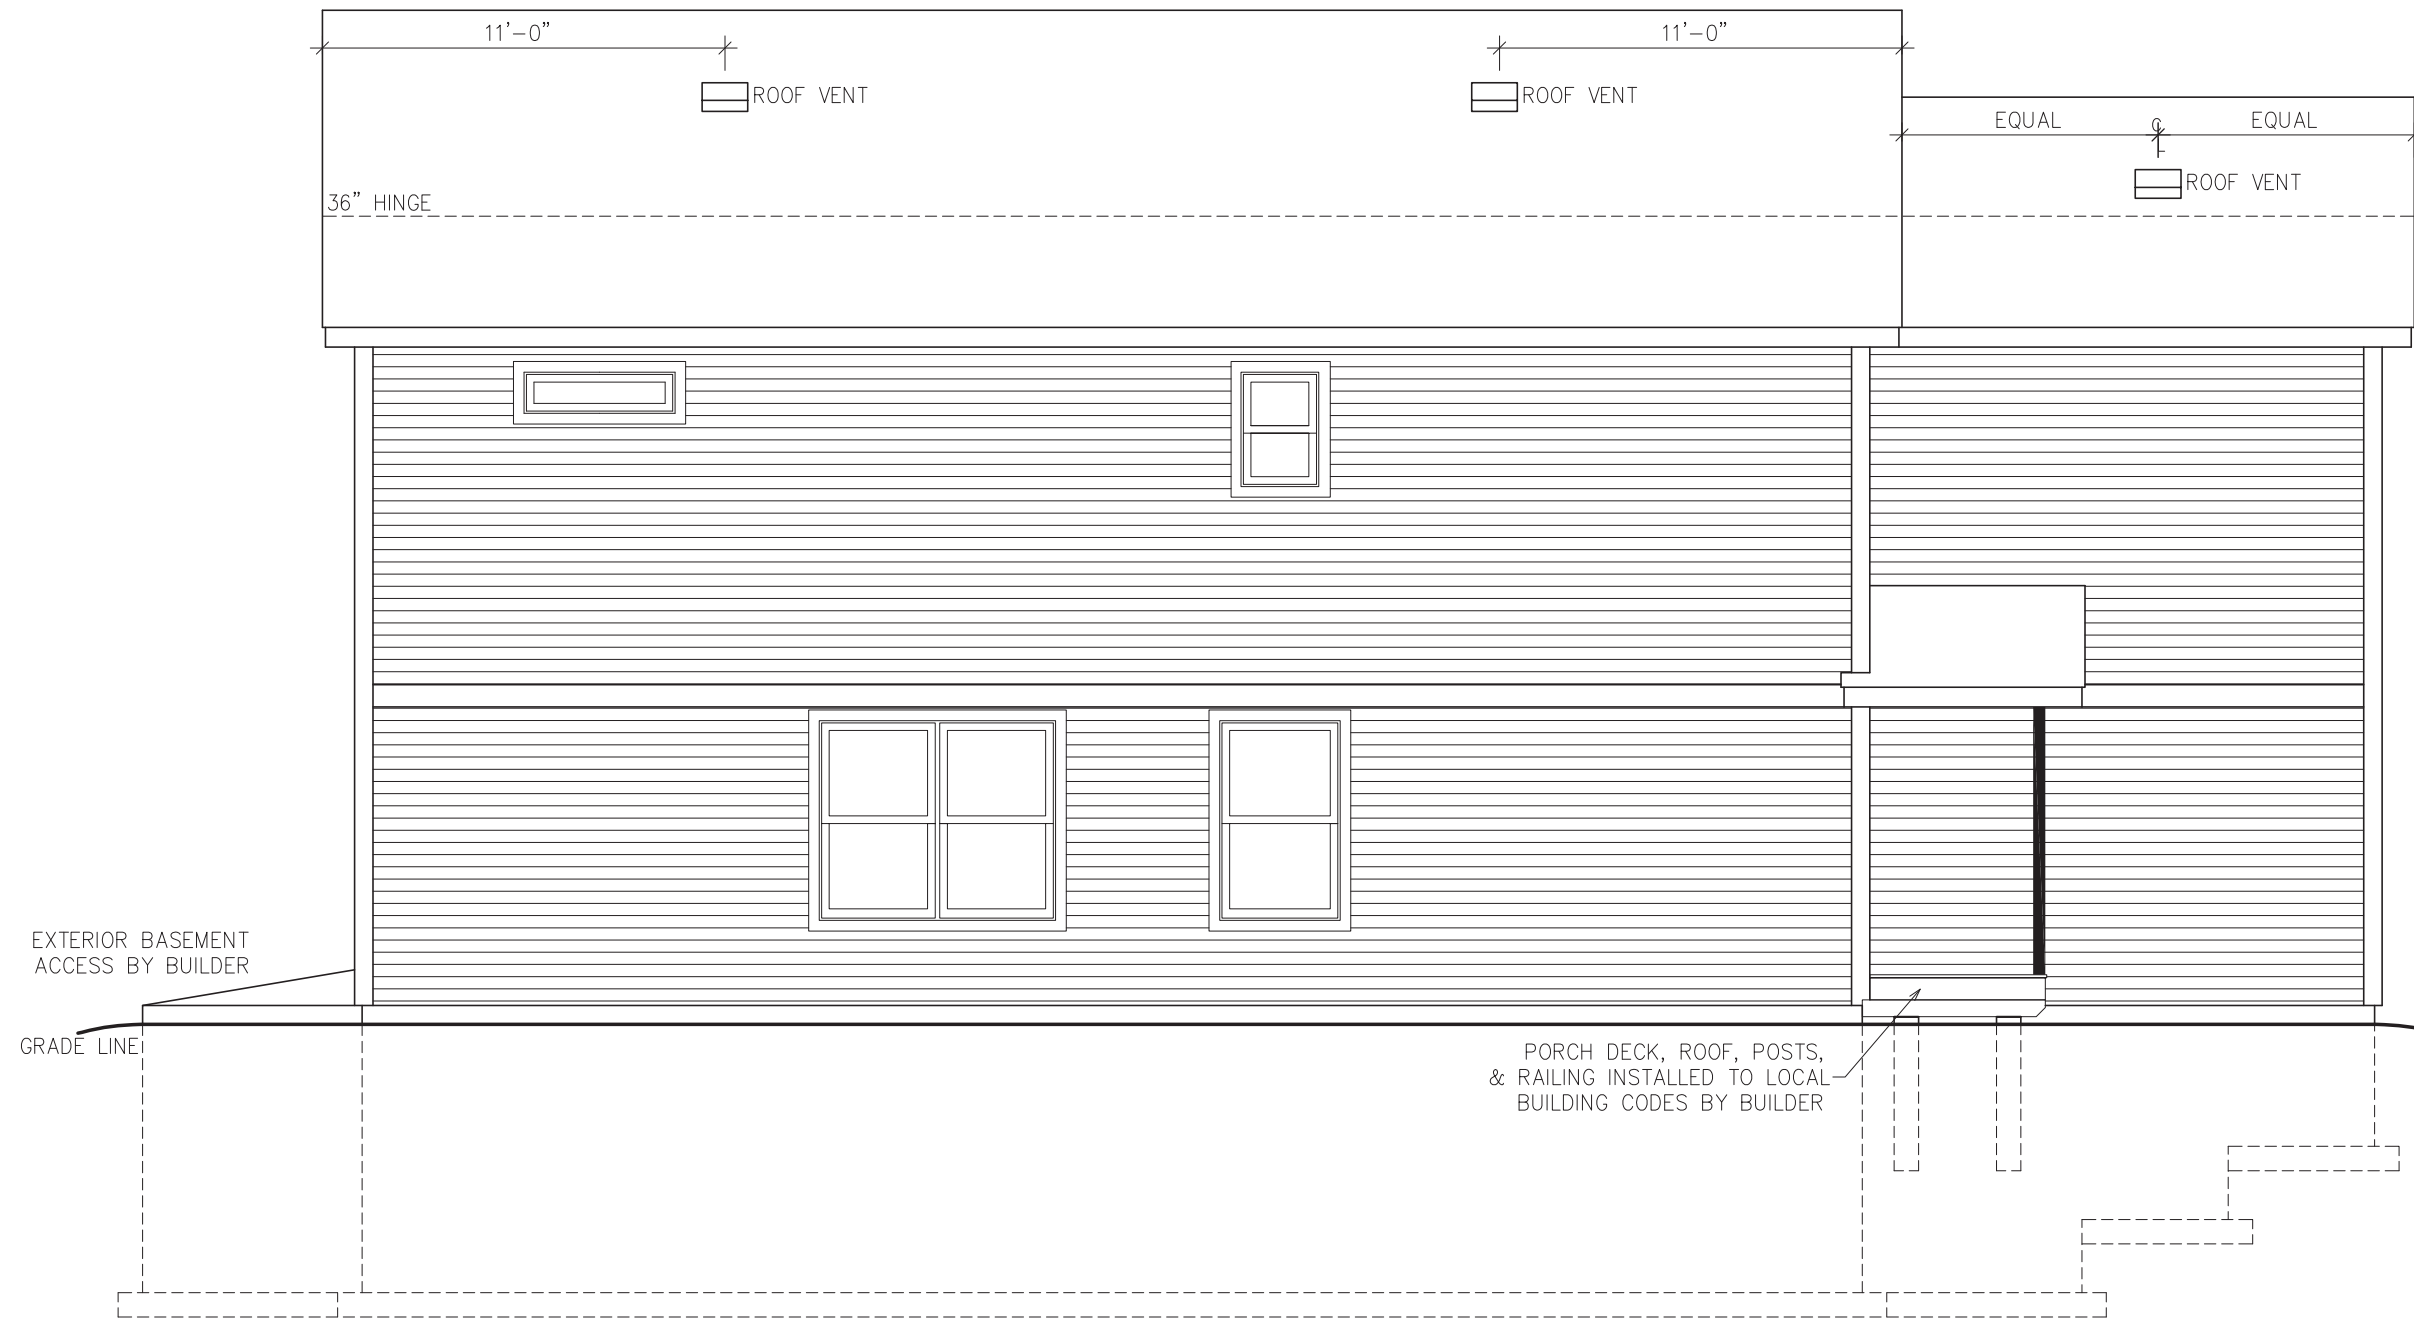 11’–0”
11’–0”
ROOF VENT
ROOF VENT
EQUAL
EQUAL
ROOF VENT
36” HINGE
EXTERIOR BASEMENT
ACCESS BY BUILDER
GRADE LINE
PORCH DECK, ROOF, POSTS,
& RAILING INSTALLED TO LOCAL
BUILDING CODES BY BUILDER